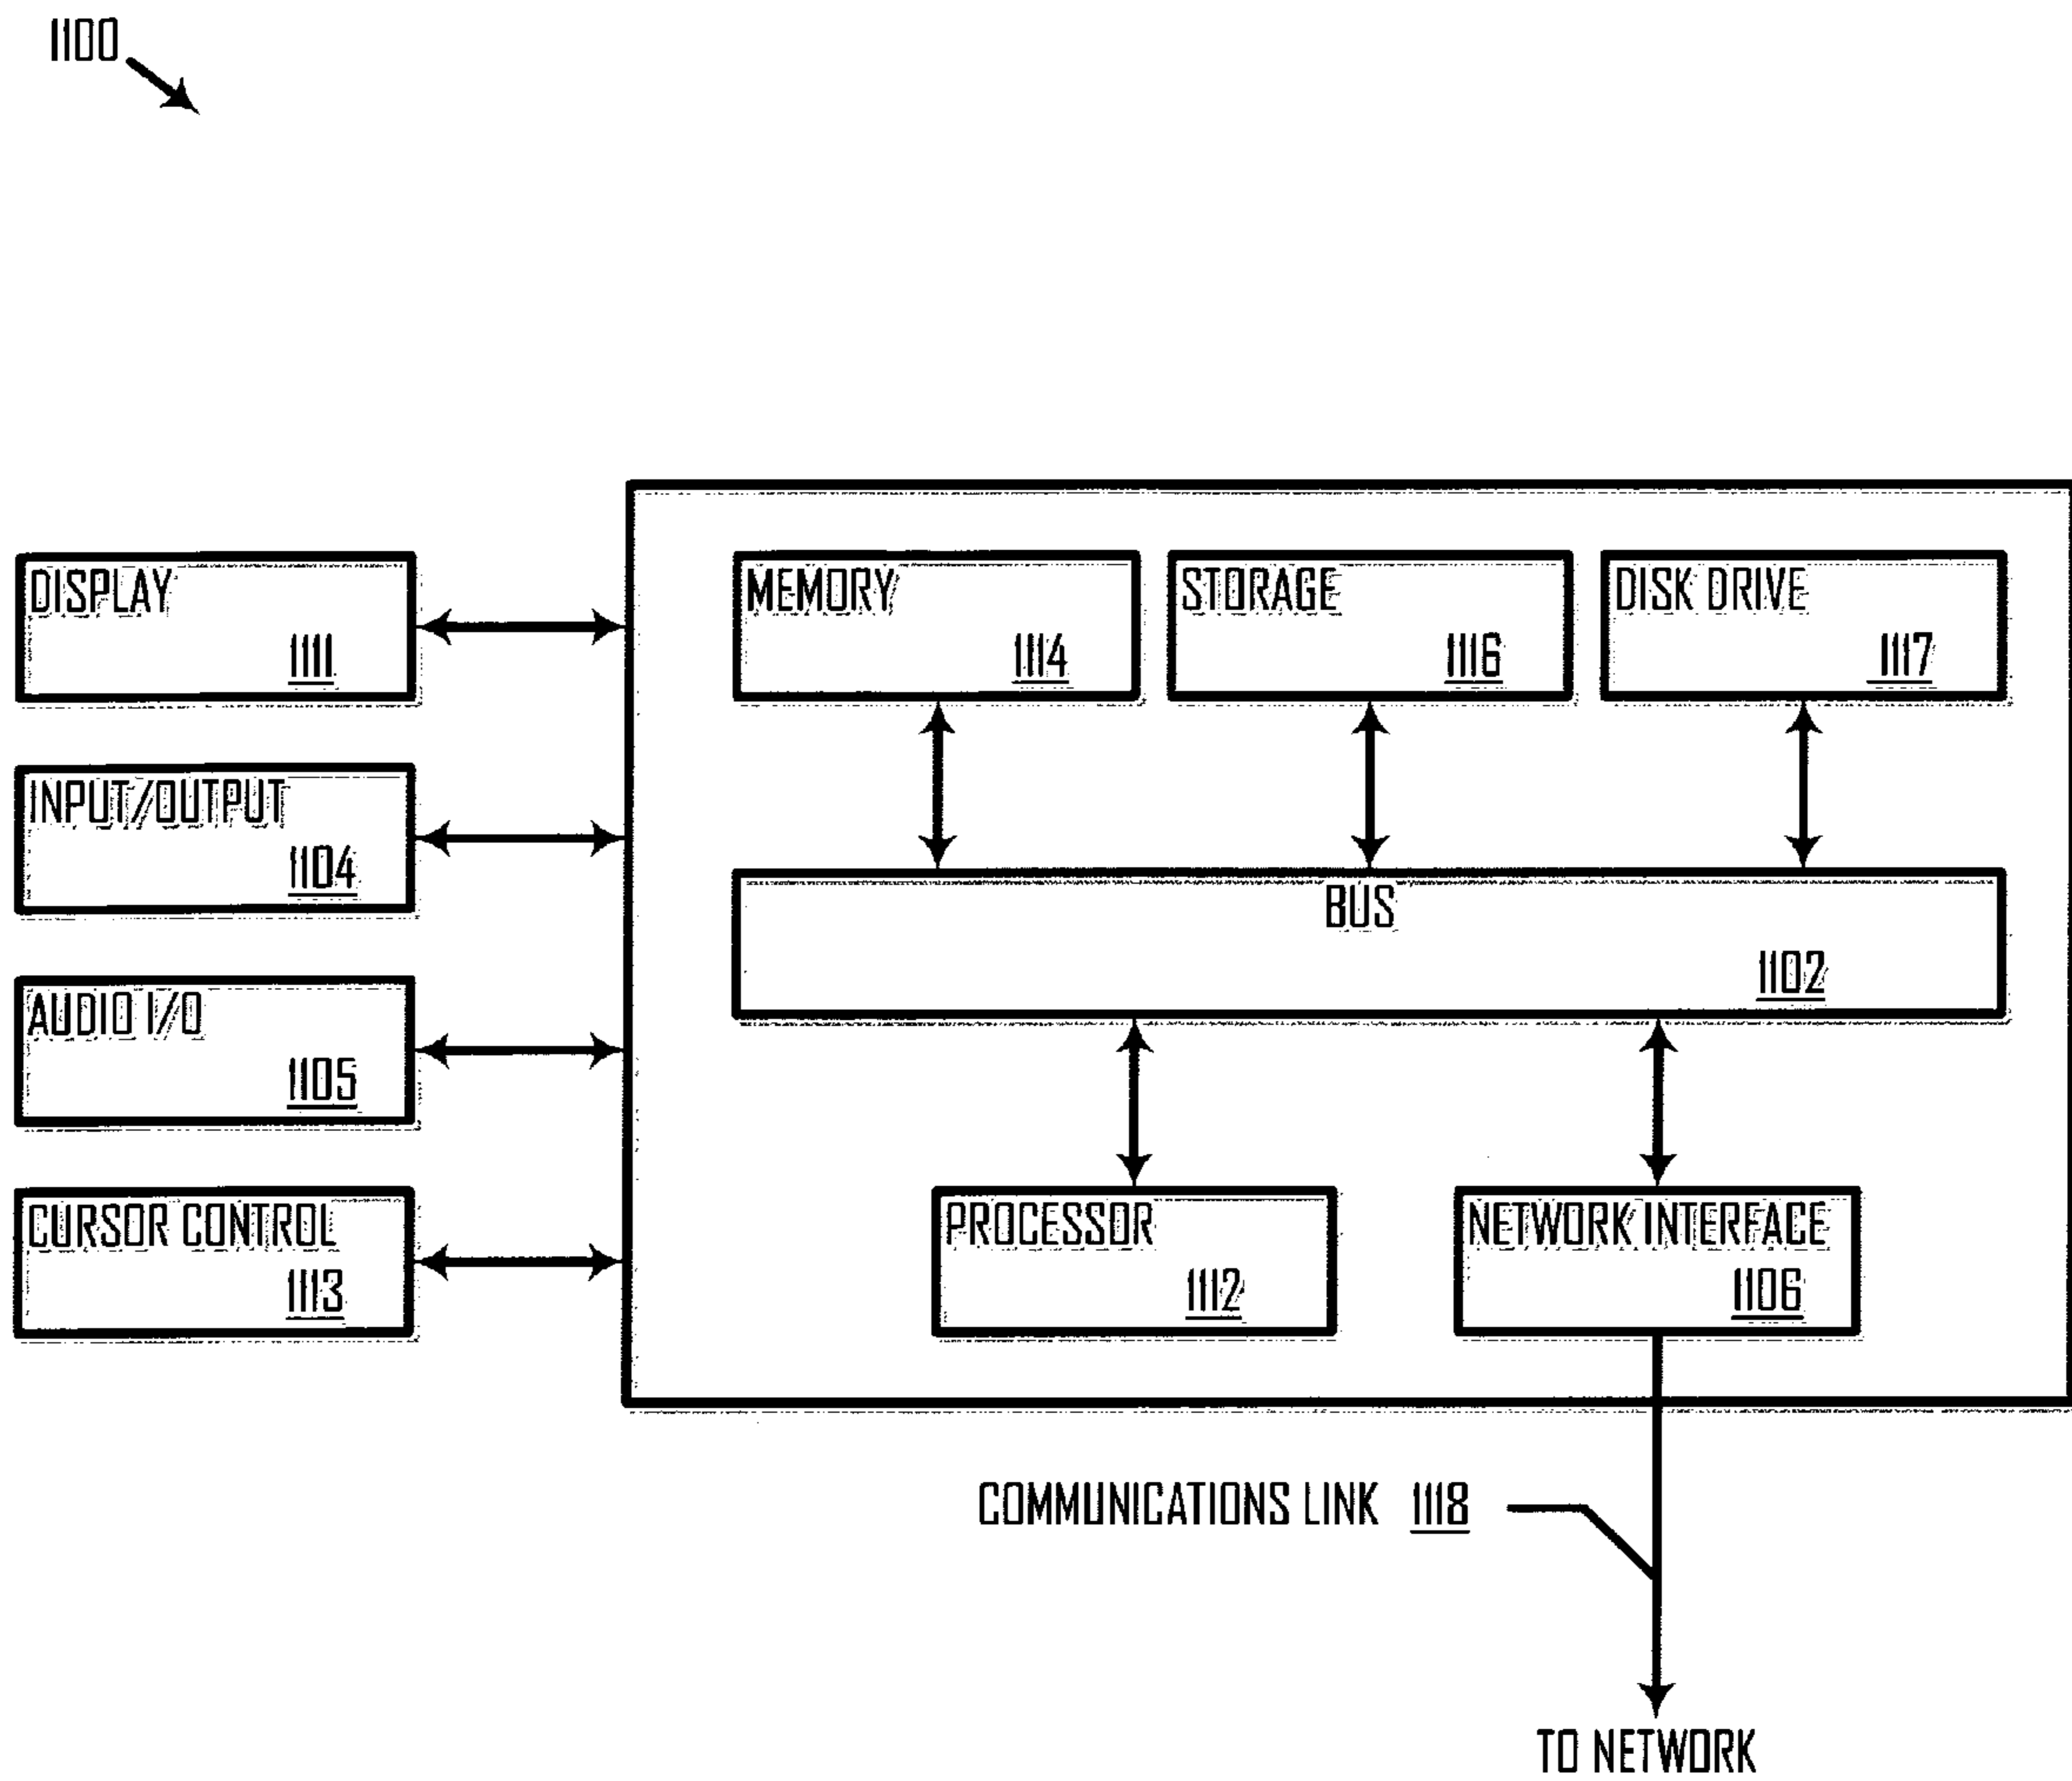 1100
DISPLAY
1111
INPUT/OUTPUT
1104
AUDIO I/O
1105
CURSOR CONTROL
1113
MEMORY
1114
STORAGE
1116
DISK DRIVE
1117
BUS
1102
PROCESSOR
1112
NETWORK INTERFACE
1106
COMMUNICATIONS LINK 1118
TO NETWORK